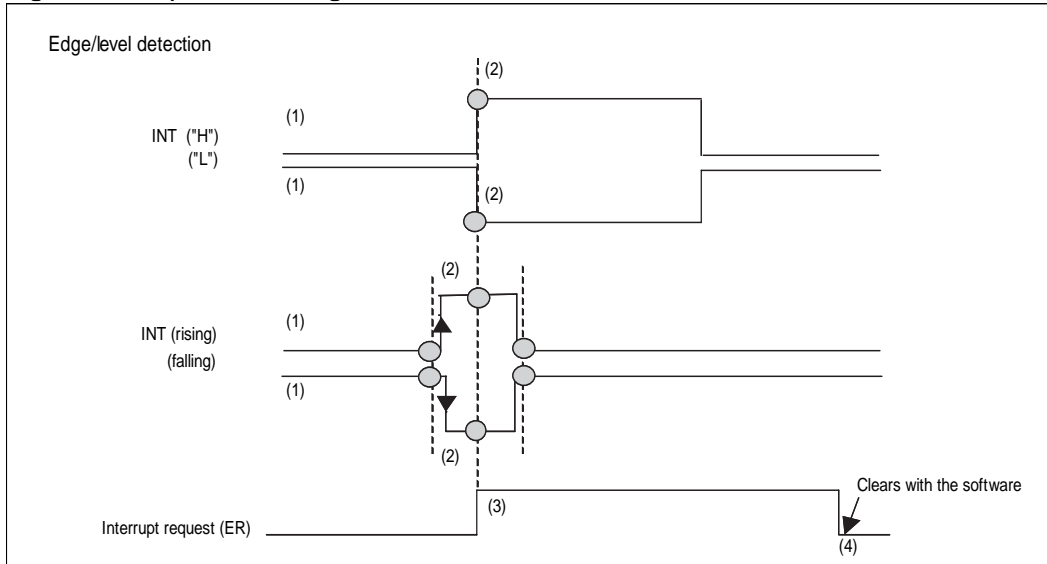 Edge/level detection
(2)
(1)
INT ("H")
("L")
(1)
(2)
(2)
(1)
INT (rising)
(falling)
(1)
(2)
Clears with the software
(3)
Interrupt request (ER)
(4)